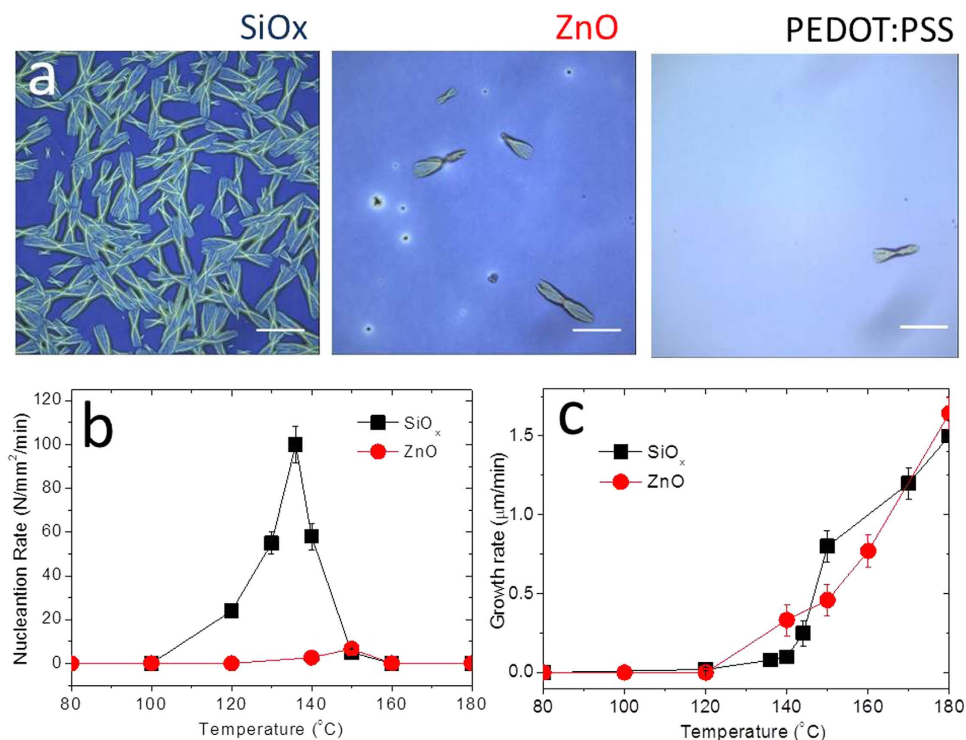 SiOx ZnO PEDOT:PSS
a
b
SiOx
ZnO
Nucleantion Rate (N/mm²/min)
100
80
60
40
20
0
80 100 120 140 160 180
Temperature (°C)
c
SiOx
ZnO
Growth rate (μm/min)
1.5
1.0
0.5
0.0
80 100 120 140 160 180
Temperature (°C)